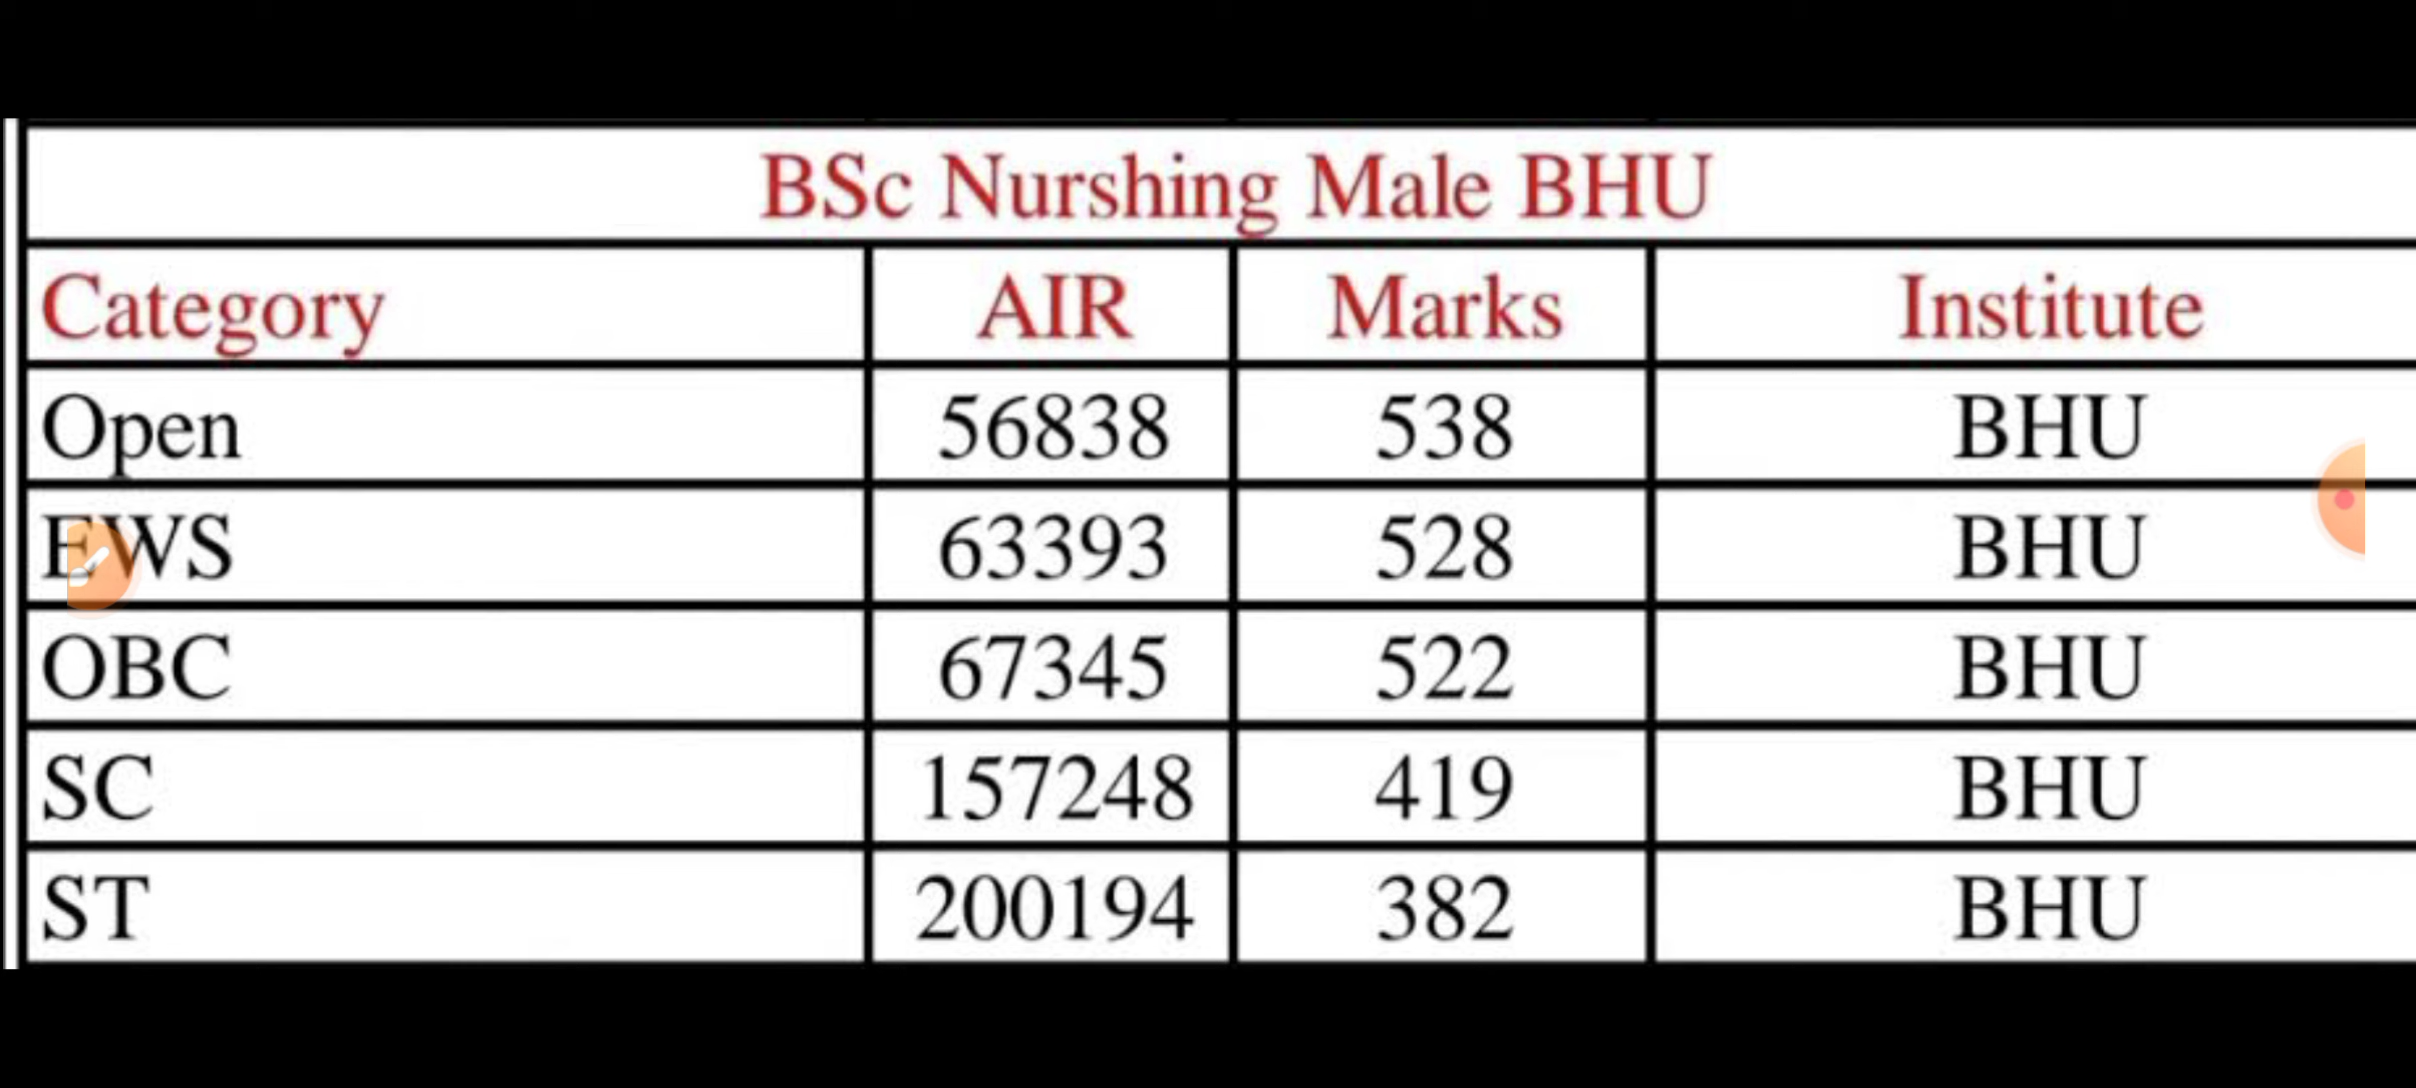 BSc Nurshing Male BHU
Category AIR Marks Institute
Open 56838 538 BHU
EWS 63393 528 BHU
OBC 67345 522 BHU
SC 157248 419 BHU
ST 200194 382 BHU